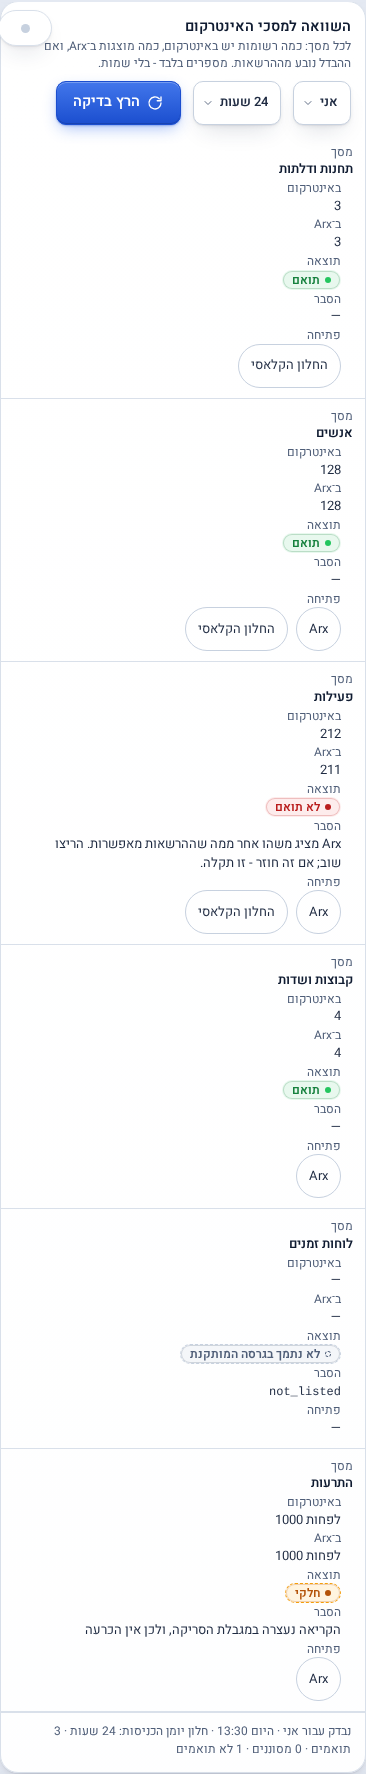 השוואה למסכי האינטרקום
לכל מסך: כמה רשומות יש באינטרקום, כמה מוצגות ב־Arx, ואם
ההבדל נובע מההרשאות. מספרים בלבד - בלי שמות.
אני
24 שעות
הרץ בדיקה
מסך
תחנות ודלתות
באינטרקום
3
ב־Arx
3
תוצאה
תואם
הסבר
—
פתיחה
החלון הקלאסי
מסך
אנשים
באינטרקום
128
ב־Arx
128
תוצאה
תואם
הסבר
—
פתיחה
Arx
החלון הקלאסי
מסך
פעילות
באינטרקום
212
ב־Arx
211
תוצאה
לא תואם
הסבר
Arx מציג משהו אחר ממה שההרשאות מאפשרות. הריצו
שוב; אם זה חוזר - זו תקלה.
פתיחה
Arx
החלון הקלאסי
מסך
קבוצות ושדות
באינטרקום
4
ב־Arx
4
תוצאה
תואם
הסבר
—
פתיחה
Arx
מסך
לוחות זמנים
באינטרקום
—
ב־Arx
—
תוצאה
לא נתמך בגרסה המותקנת
הסבר
not_listed
פתיחה
—
מסך
התרעות
באינטרקום
לפחות 1000
ב־Arx
לפחות 1000
תוצאה
חלקי
הסבר
הקריאה נעצרה במגבלת הסריקה, ולכן אין הכרעה
פתיחה
Arx
נבדק עבור אני · היום 13:30 · חלון יומן הכניסות: 24 שעות · 3
תואמים · 0 מסוננים · 1 לא תואמים